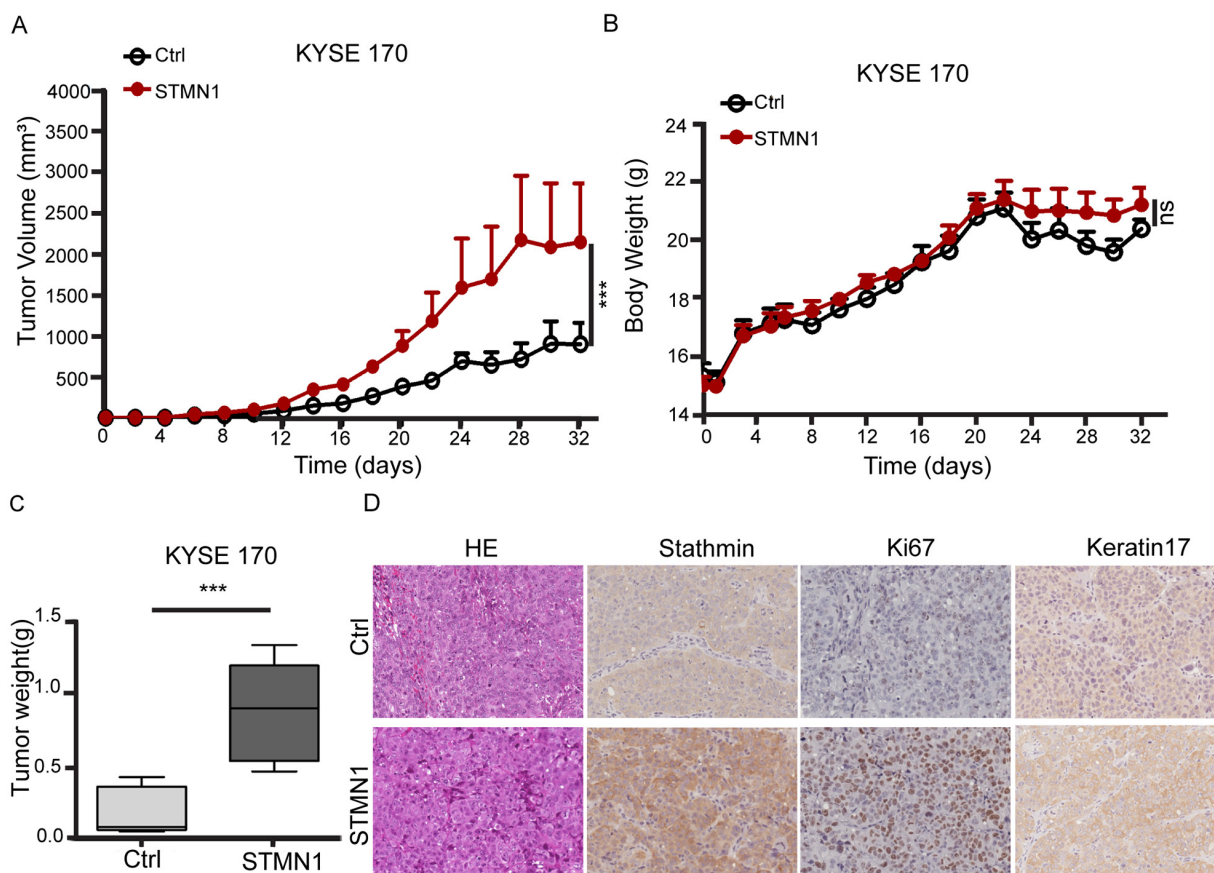 A
Ctrl
STMN1
KYSE 170
Tumor Volume (mm³)
4000
3500
3000
2500
2000
1500
1000
500
***
0 4 8 12 16 20 24 28 32
Time (days)
B
KYSE 170
Ctrl
STMN1
Body Weight (g)
24
22
20
18
16
14
ns
0 4 8 12 16 20 24 28 32
Time (days)
C
KYSE 170
***
Tumor weight(g)
1.5
1.0
0.5
0.0
Ctrl STMN1
D
HE Stathmin Ki67 Keratin17
Ctrl
STMN1